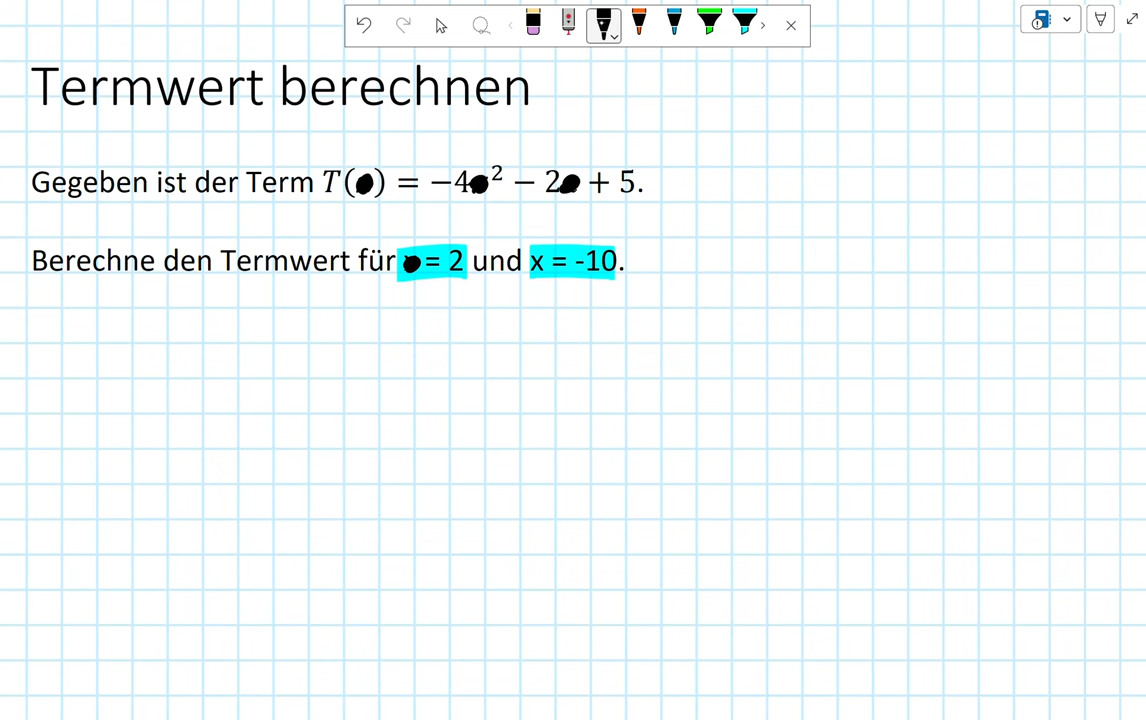 Termwert berechnen
Gegeben ist der Term T( ) = −4 ² − 2 + 5.
Berechne den Termwert für = 2 und x = -10.